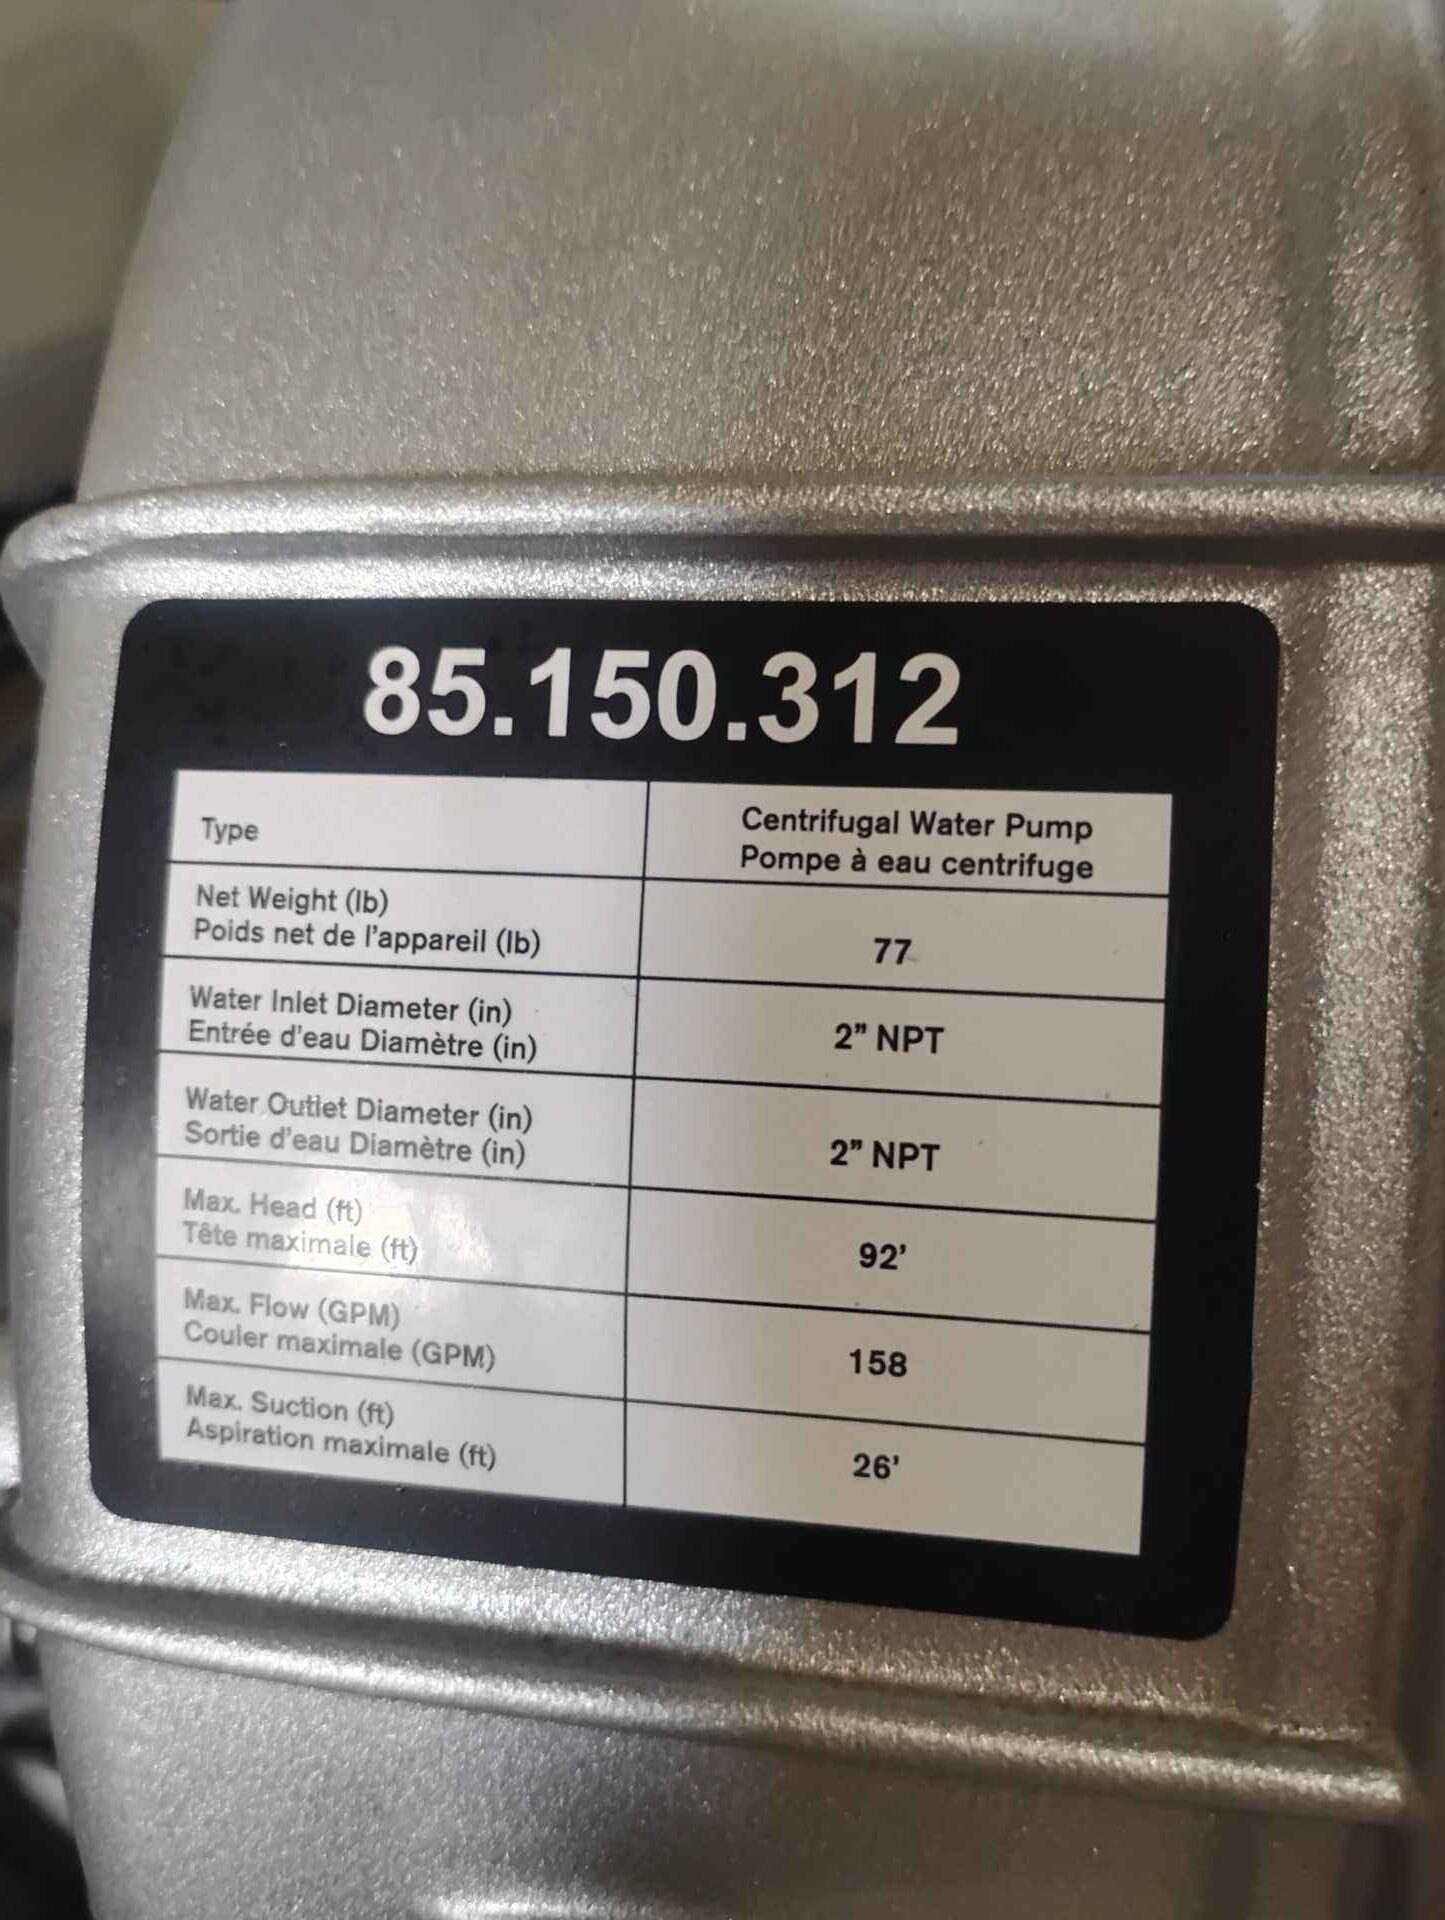 85.150.312
Type
Centrifugal Water Pump
Pompe à eau centrifuge
Net Weight (lb)
Poids net de l'appareil (lb)
77
Water Inlet Diameter (in)
Entrée d'eau Diamètre (in)
2” NPT
Water Outlet Diameter (in)
Sortie d'eau Diamètre (in)
2” NPT
Max. Head (ft)
Tête maximale (ft)
92’
Max. Flow (GPM)
Couler maximale (GPM)
158
Max. Suction (ft)
Aspiration maximale (ft)
26’